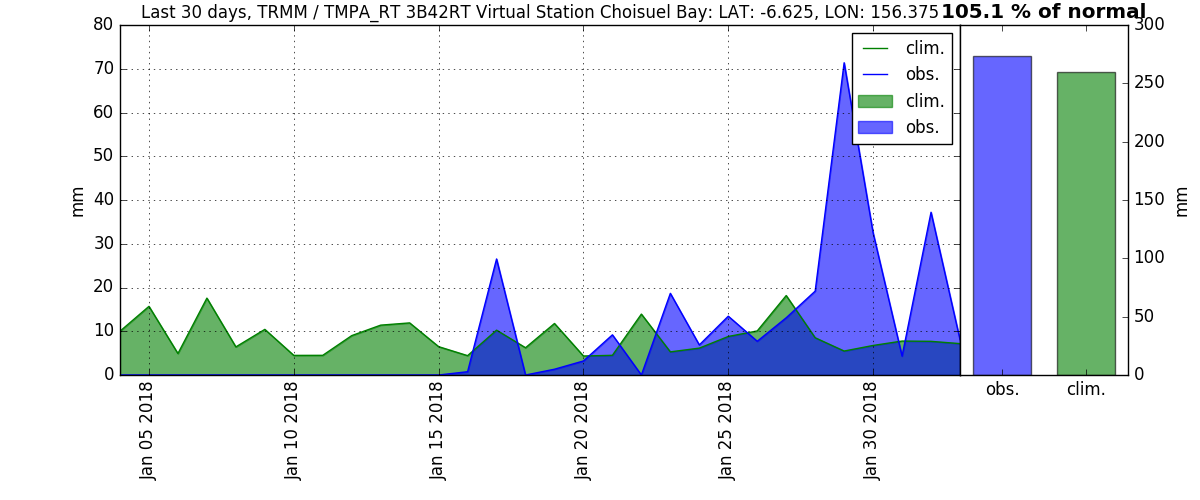 Last 30 days, TRMM / TMPA_RT 3B42RT Virtual Station Choisuel Bay: LAT: -6.625, LON: 156.375
105.1 % of normal
80
70
60
50
40
30
20
10
0
mm
clim.
obs.
clim.
obs.
300
250
200
150
100
50
0
mm
obs.
clim.
Jan 05 2018
Jan 10 2018
Jan 15 2018
Jan 20 2018
Jan 25 2018
Jan 30 2018